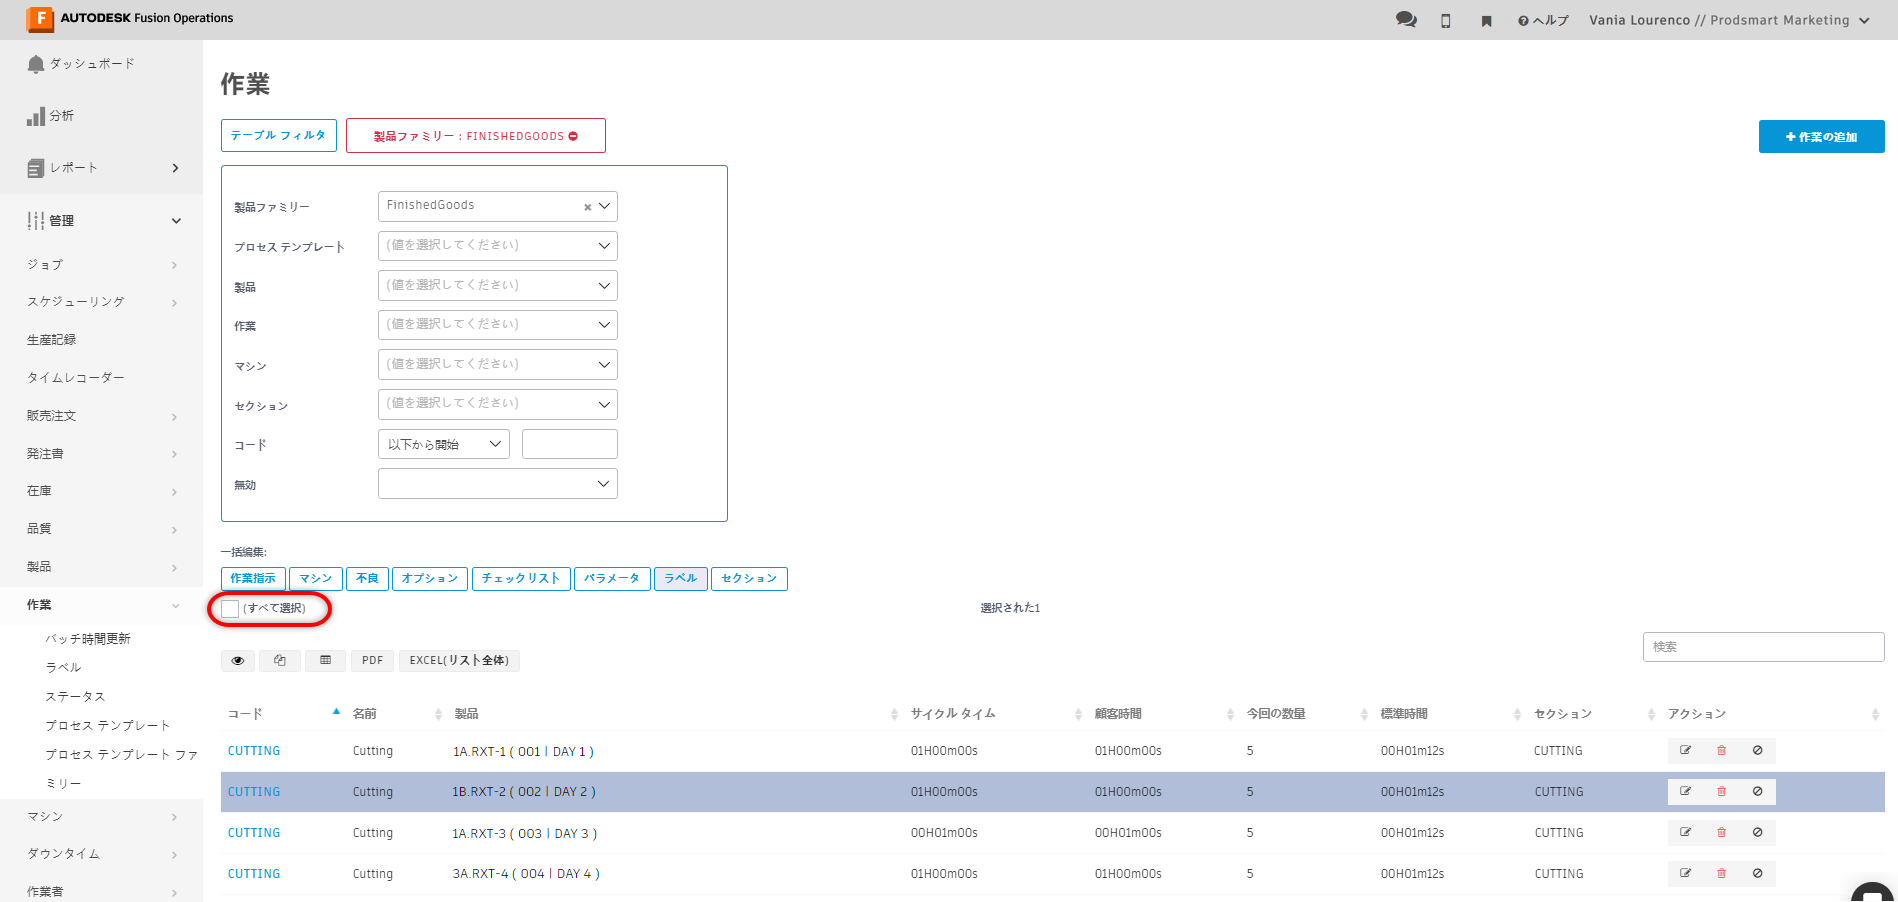 F AUTODESK Fusion Operations
ヘルプ
Vania Lourenco // Prodsmart Marketing
ダッシュボード
分析
レポート
管理
ジョブ
スケジューリング
生産記録
タイムレコーダー
販売注文
発注書
在庫
品質
製品
作業
バッチ時間更新
ラベル
ステータス
プロセス テンプレート
プロセス テンプレート ファ
ミリー
マシン
ダウンタイム
作業者
作業
テーブル フィルタ
製品ファミリー : FINISHEDGOODS
作業の追加
製品ファミリー FinishedGoods
プロセス テンプレート (値を選択してください)
製品 (値を選択してください)
作業 (値を選択してください)
マシン (値を選択してください)
セクション (値を選択してください)
コード 以下から開始
無効
一括編集:
作業指示 マシン 不良 オプション チェックリスト パラメータ ラベル セクション
(すべて選択) 選択された1
検索
PDF EXCEL(リスト全体)
コード 名前 製品 サイクル タイム 顧客時間 今回の数量 標準時間 セクション アクション
CUTTING Cutting 1A.RXT-1 ( 001 | DAY 1 ) 01H00m00s 01H00m00s 5 00H01m12s CUTTING
CUTTING Cutting 1B.RXT-2 ( 002 | DAY 2 ) 01H00m00s 01H00m00s 5 00H01m12s CUTTING
CUTTING Cutting 1A.RXT-3 ( 003 | DAY 3 ) 00H01m00s 00H01m00s 5 00H01m12s CUTTING
CUTTING Cutting 3A.RXT-4 ( 004 | DAY 4 ) 01H00m00s 01H00m00s 5 00H01m12s CUTTING